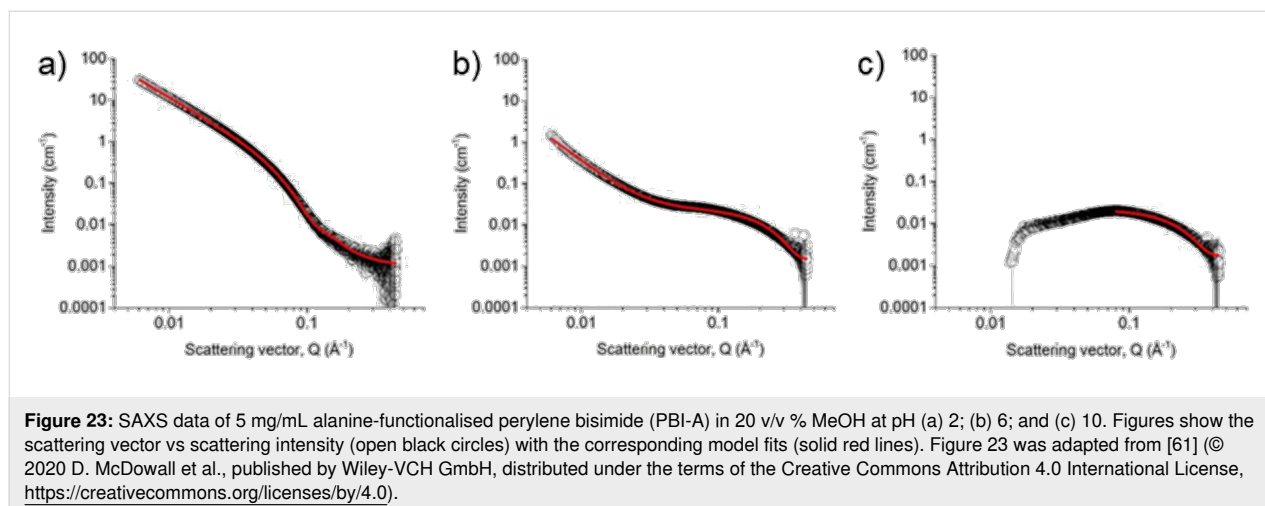 a)
b)
c)
100
10
1
0.1
0.01
0.001
0.0001
Intensity (cm⁻¹)
0.01
0.1
Scattering vector, Q (Å⁻¹)
100
10
1
0.1
0.01
0.001
0.0001
Intensity (cm⁻¹)
0.01
0.1
Scattering vector, Q (Å⁻¹)
100
10
1
0.1
0.01
0.001
0.0001
Intensity (cm⁻¹)
0.01
0.1
Scattering vector, Q (Å⁻¹)
Figure 23: SAXS data of 5 mg/mL alanine-functionalised perylene bisimide (PBI-A) in 20 v/v % MeOH at pH (a) 2; (b) 6; and (c) 10. Figures show the
scattering vector vs scattering intensity (open black circles) with the corresponding model fits (solid red lines). Figure 23 was adapted from [61] (©
2020 D. McDowall et al., published by Wiley-VCH GmbH, distributed under the terms of the Creative Commons Attribution 4.0 International License,
https://creativecommons.org/licenses/by/4.0).